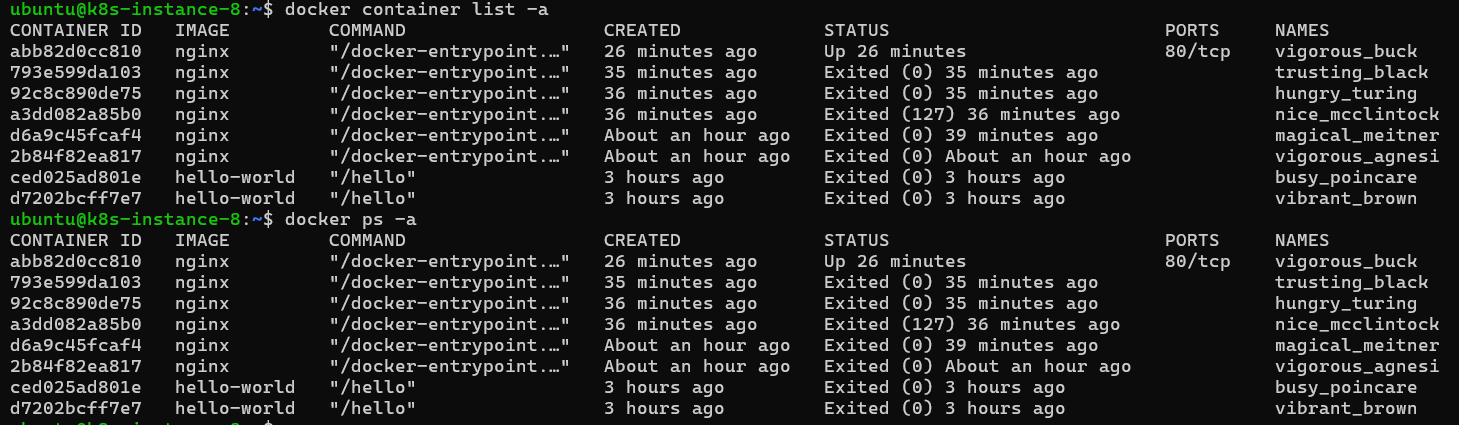 ubuntu@k8s-instance-8:~$ docker container list -a
CONTAINER ID   IMAGE         COMMAND                  CREATED             STATUS                         PORTS     NAMES
abb82d0cc810   nginx         "/docker-entrypoint.…"   26 minutes ago      Up 26 minutes                  80/tcp    vigorous_buck
793e599da103   nginx         "/docker-entrypoint.…"   35 minutes ago      Exited (0) 35 minutes ago                trusting_black
92c8c890de75   nginx         "/docker-entrypoint.…"   36 minutes ago      Exited (0) 35 minutes ago                hungry_turing
a3dd082a85b0   nginx         "/docker-entrypoint.…"   36 minutes ago      Exited (127) 36 minutes ago              nice_mcclintock
d6a9c45fcaf4   nginx         "/docker-entrypoint.…"   About an hour ago   Exited (0) 39 minutes ago                magical_meitner
2b84f82ea817   nginx         "/docker-entrypoint.…"   About an hour ago   Exited (0) About an hour ago             vigorous_agnesi
ced025ad801e   hello-world   "/hello"                 3 hours ago         Exited (0) 3 hours ago                   busy_poincare
d7202bcff7e7   hello-world   "/hello"                 3 hours ago         Exited (0) 3 hours ago                   vibrant_brown
ubuntu@k8s-instance-8:~$ docker ps -a
CONTAINER ID   IMAGE         COMMAND                  CREATED             STATUS                         PORTS     NAMES
abb82d0cc810   nginx         "/docker-entrypoint.…"   26 minutes ago      Up 26 minutes                  80/tcp    vigorous_buck
793e599da103   nginx         "/docker-entrypoint.…"   35 minutes ago      Exited (0) 35 minutes ago                trusting_black
92c8c890de75   nginx         "/docker-entrypoint.…"   36 minutes ago      Exited (0) 35 minutes ago                hungry_turing
a3dd082a85b0   nginx         "/docker-entrypoint.…"   36 minutes ago      Exited (127) 36 minutes ago              nice_mcclintock
d6a9c45fcaf4   nginx         "/docker-entrypoint.…"   About an hour ago   Exited (0) 39 minutes ago                magical_meitner
2b84f82ea817   nginx         "/docker-entrypoint.…"   About an hour ago   Exited (0) About an hour ago             vigorous_agnesi
ced025ad801e   hello-world   "/hello"                 3 hours ago         Exited (0) 3 hours ago                   busy_poincare
d7202bcff7e7   hello-world   "/hello"                 3 hours ago         Exited (0) 3 hours ago                   vibrant_brown